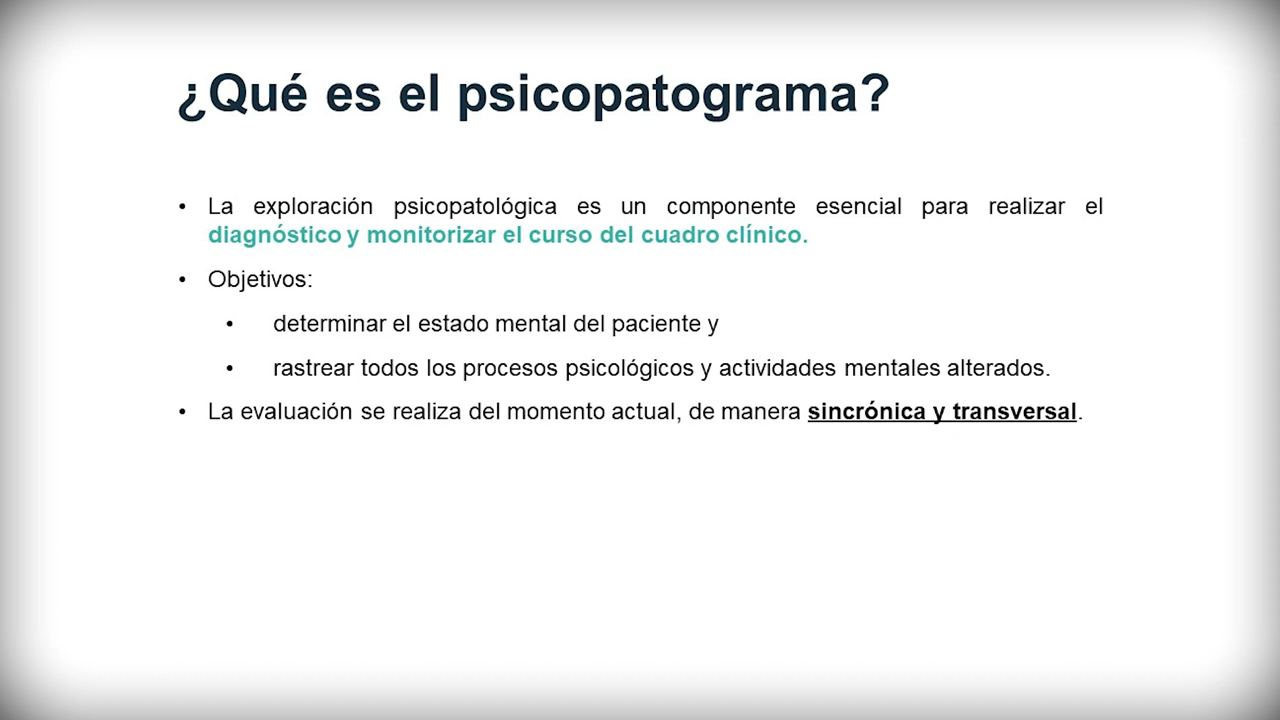 ¿Qué es el psicopatograma?
• La exploración psicopatológica es un componente esencial para realizar el
diagnóstico y monitorizar el curso del cuadro clínico.
• Objetivos:
• determinar el estado mental del paciente y
• rastrear todos los procesos psicológicos y actividades mentales alterados.
• La evaluación se realiza del momento actual, de manera sincrónica y transversal.